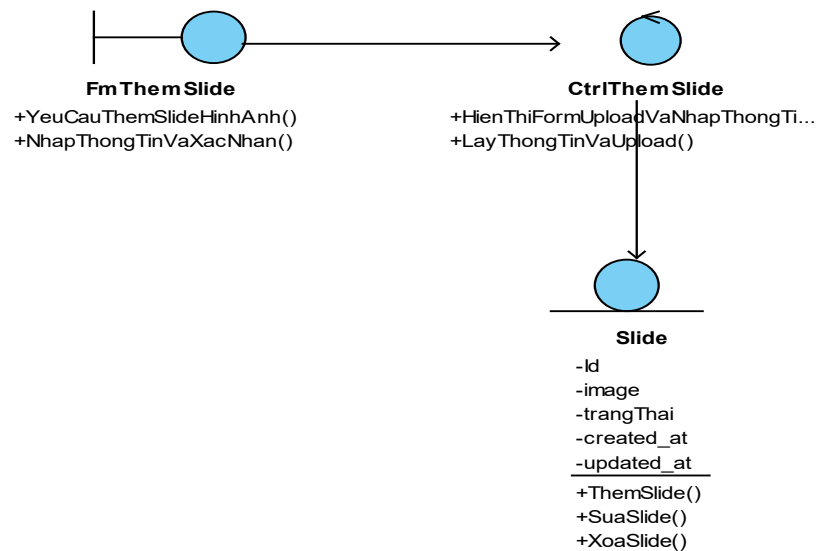 FmThemSlide
+YeuCauThemSlideHinhAnh()
+NhapThongTinVaXacNhan()
CtrlThemSlide
+HienThiFormUploadVaNhapThongTi...
+LayThongTinVaUpload()
Slide
-Id
-image
-trangThai
-created_at
-updated_at
+ThemSlide()
+SuaSlide()
+XoaSlide()